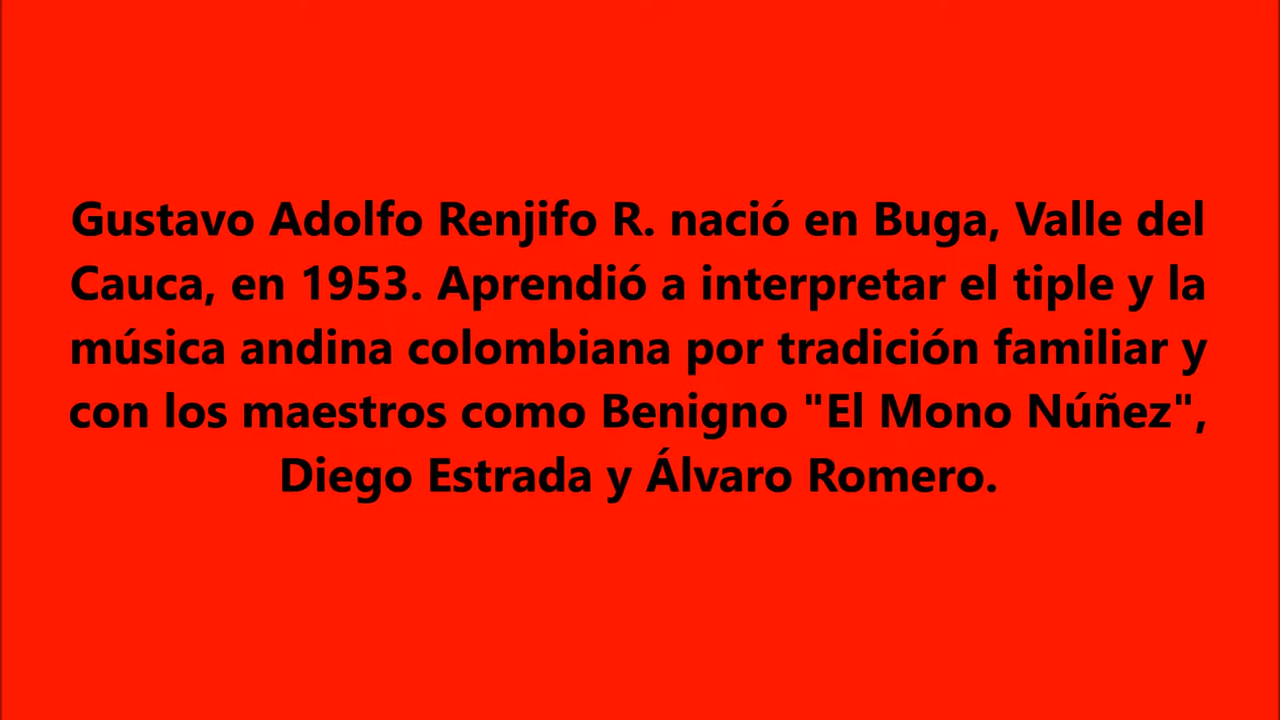 Gustavo Adolfo Renjifo R. nació en Buga, Valle del
Cauca, en 1953. Aprendió a interpretar el tiple y la
música andina colombiana por tradición familiar y
con los maestros como Benigno "El Mono Núñez",
Diego Estrada y Álvaro Romero.